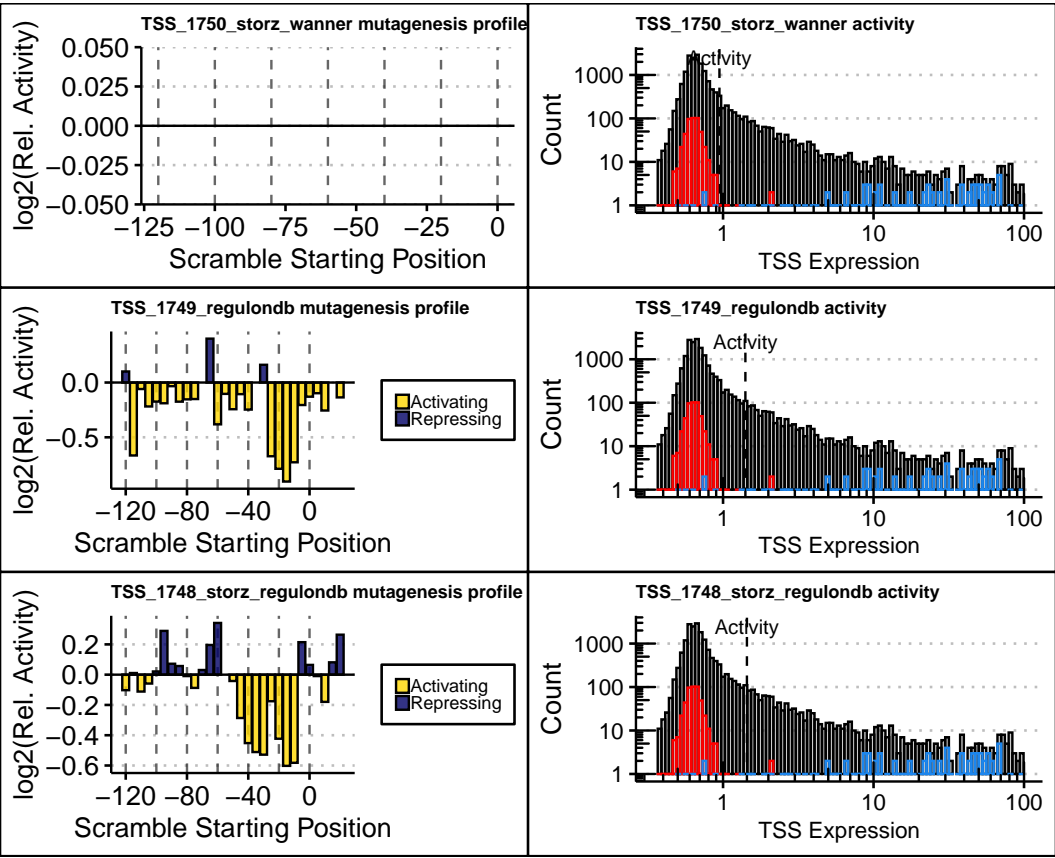 TSS_1750_storz_wanner mutagenesis profile
log2(Rel. Activity)
0.050
0.025
0.000
−0.025
−0.050
−125 −100 −75 −50 −25 0
Scramble Starting Position
TSS_1750_storz_wanner activity
Activity
Count
1000
100
10
1
1 10 100
TSS Expression
TSS_1749_regulondb mutagenesis profile
log2(Rel. Activity)
0.0
−0.5
−120 −80 −40 0
Scramble Starting Position
Activating
Repressing
TSS_1749_regulondb activity
Activity
Count
1000
100
10
1
1 10 100
TSS Expression
TSS_1748_storz_regulondb mutagenesis profile
log2(Rel. Activity)
0.2
0.0
−0.2
−0.4
−0.6
−120 −80 −40 0
Scramble Starting Position
Activating
Repressing
TSS_1748_storz_regulondb activity
Activity
Count
1000
100
10
1
1 10 100
TSS Expression